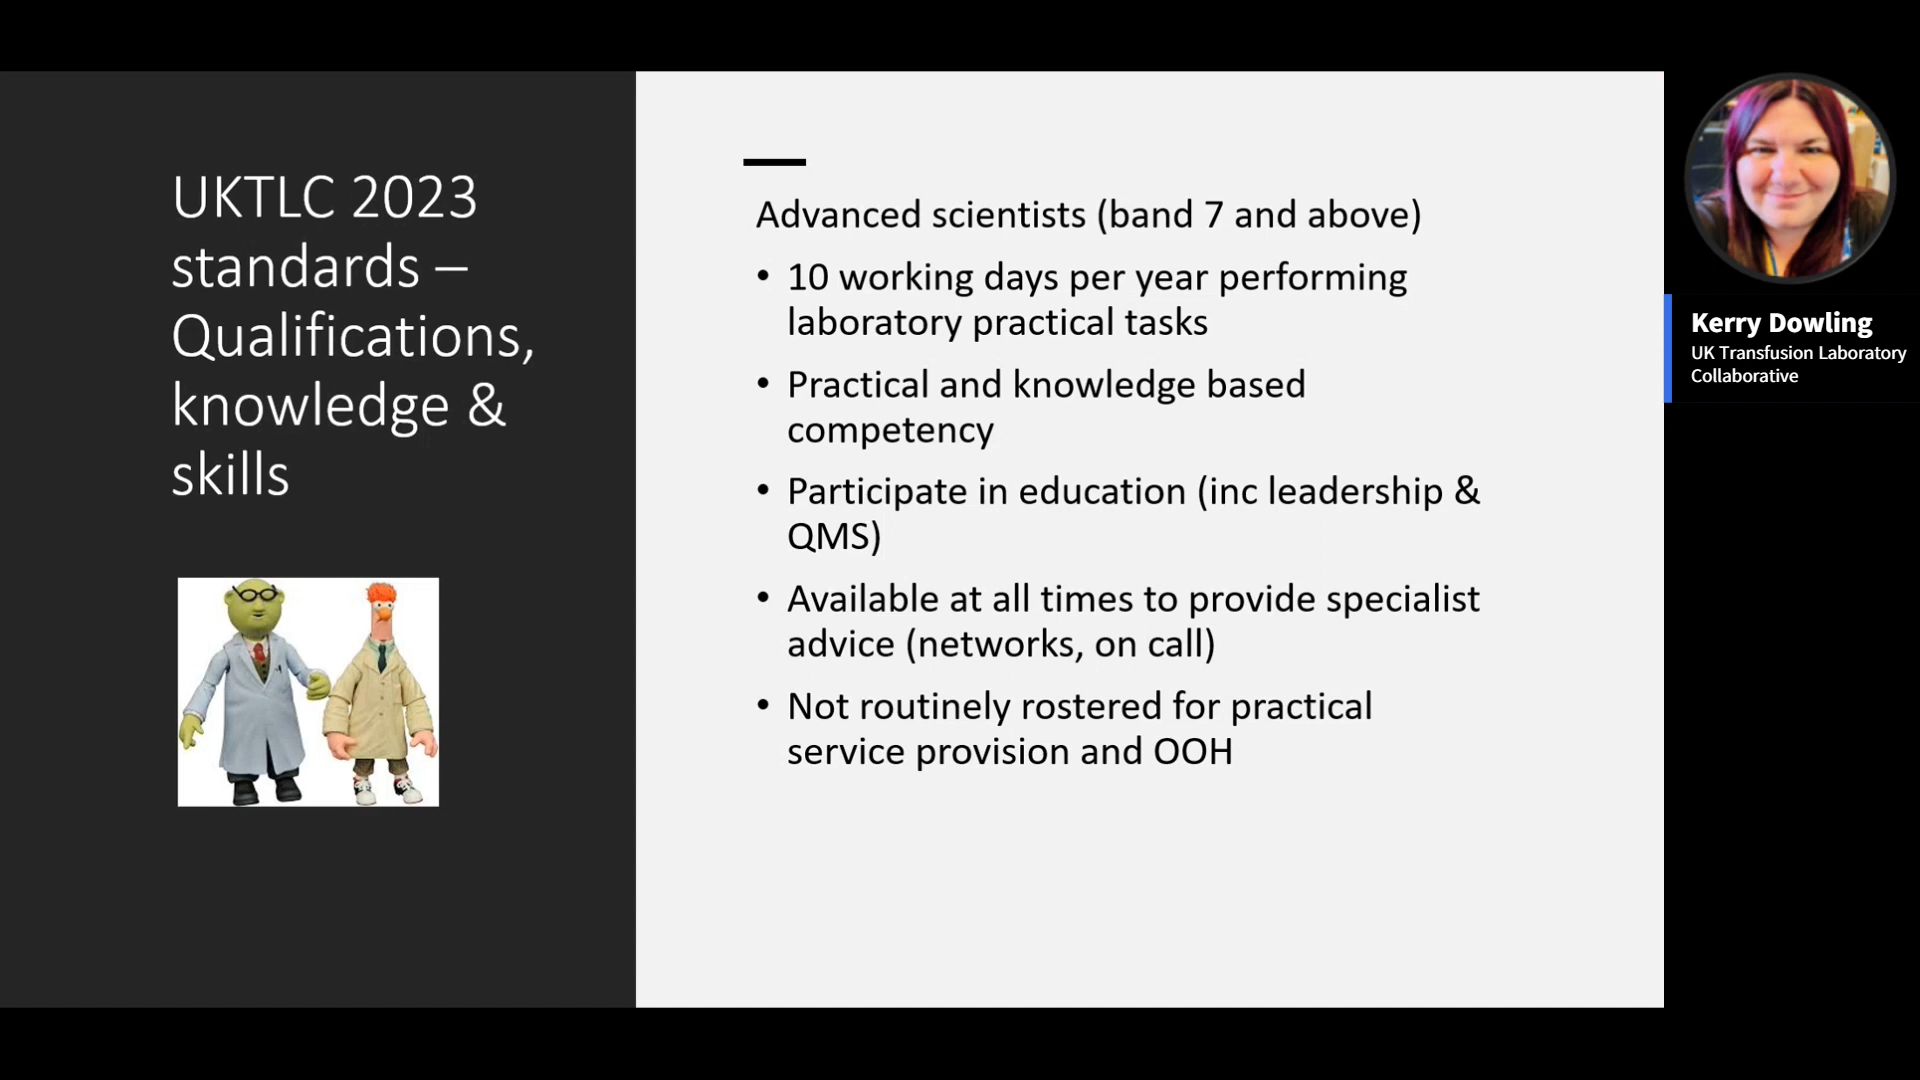 UKTLC 2023
standards –
Qualifications,
knowledge &
skills
Advanced scientists (band 7 and above)
• 10 working days per year performing
laboratory practical tasks
• Practical and knowledge based
competency
• Participate in education (inc leadership &
QMS)
• Available at all times to provide specialist
advice (networks, on call)
• Not routinely rostered for practical
service provision and OOH
Kerry Dowling
UK Transfusion Laboratory
Collaborative